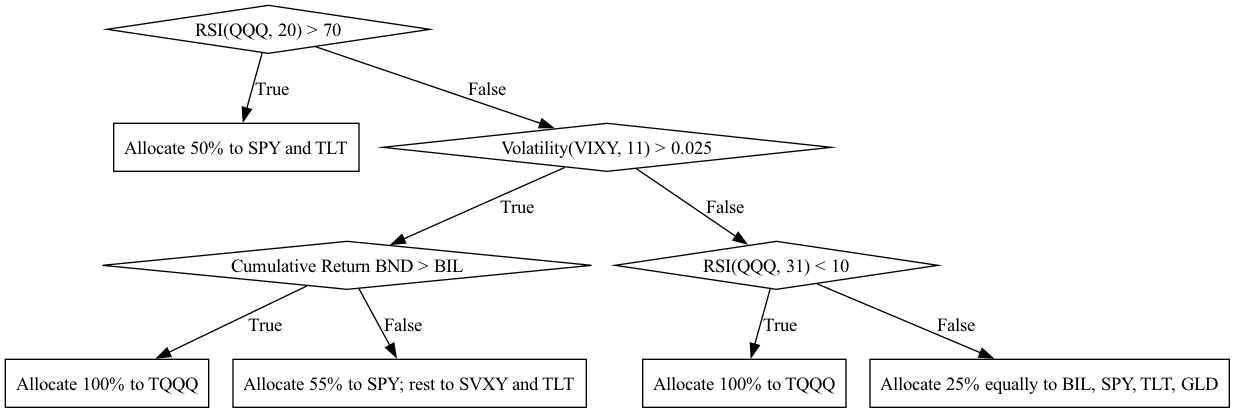 RSI(QQQ, 20) > 70
True
False
Allocate 50% to SPY and TLT
Volatility(VIXY, 11) > 0.025
True
False
Cumulative Return BND > BIL
RSI(QQQ, 31) < 10
True
False
True
False
Allocate 100% to TQQQ
Allocate 55% to SPY; rest to SVXY and TLT
Allocate 100% to TQQQ
Allocate 25% equally to BIL, SPY, TLT, GLD